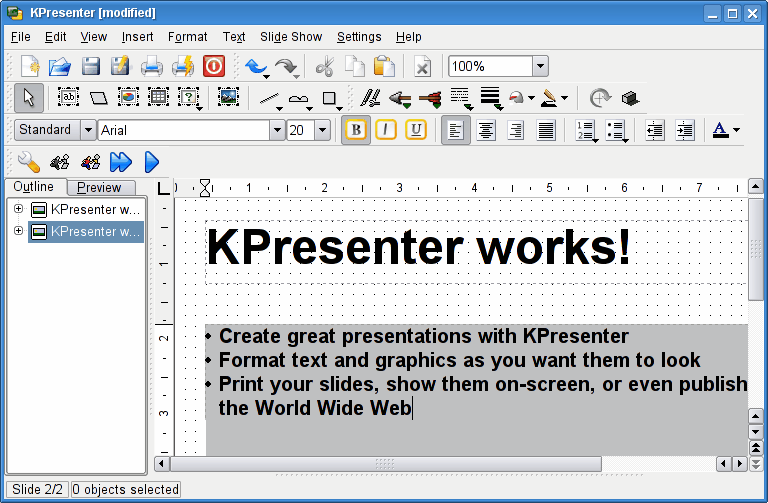 KPresenter [modified]
File Edit View Insert Format Text Slide Show Settings Help
100%
Standard Arial 20 B I U A
Outline Preview
1 2 3 4 5 6 7
KPresenter w...
KPresenter w...
1
2
3
KPresenter works!
• Create great presentations with KPresenter
• Format text and graphics as you want them to look
• Print your slides, show them on-screen, or even publish
the World Wide Web
Slide 2/2 0 objects selected